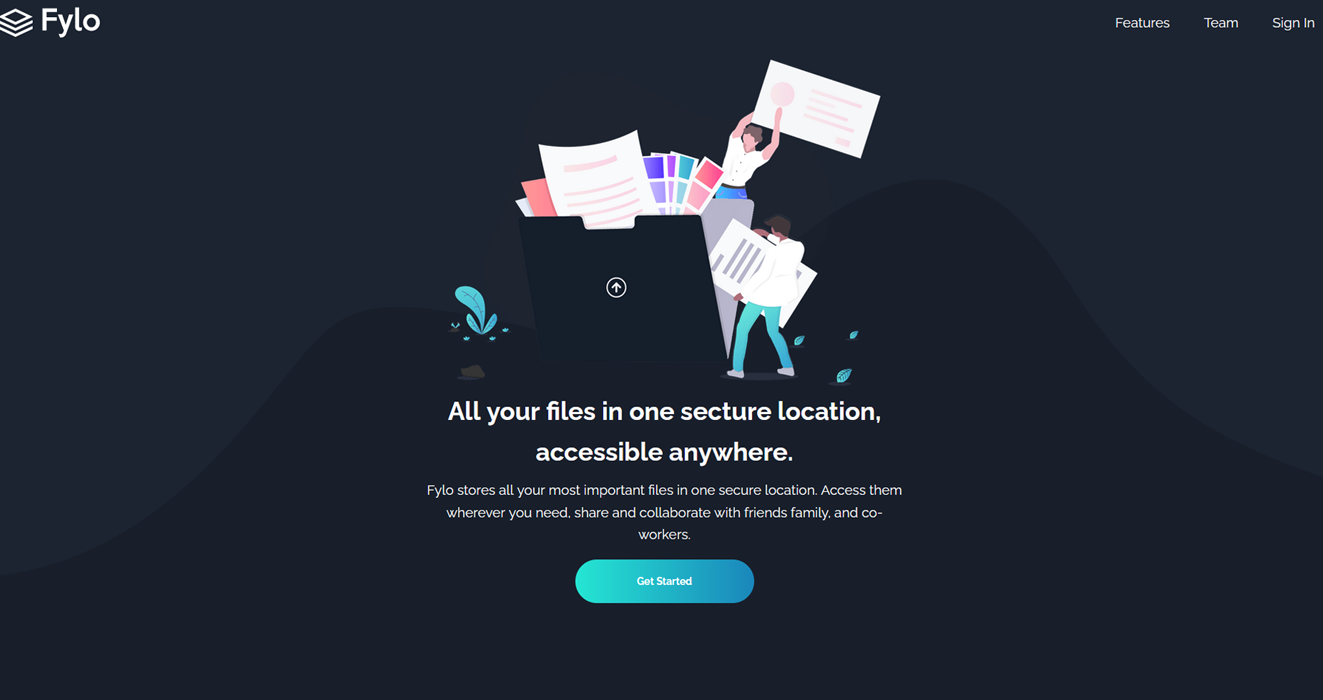 Fylo
Features Team Sign In
All your files in one secture location,
accessible anywhere.
Fylo stores all your most important files in one secure location. Access them
wherever you need, share and collaborate with friends family, and co-
workers.
Get Started